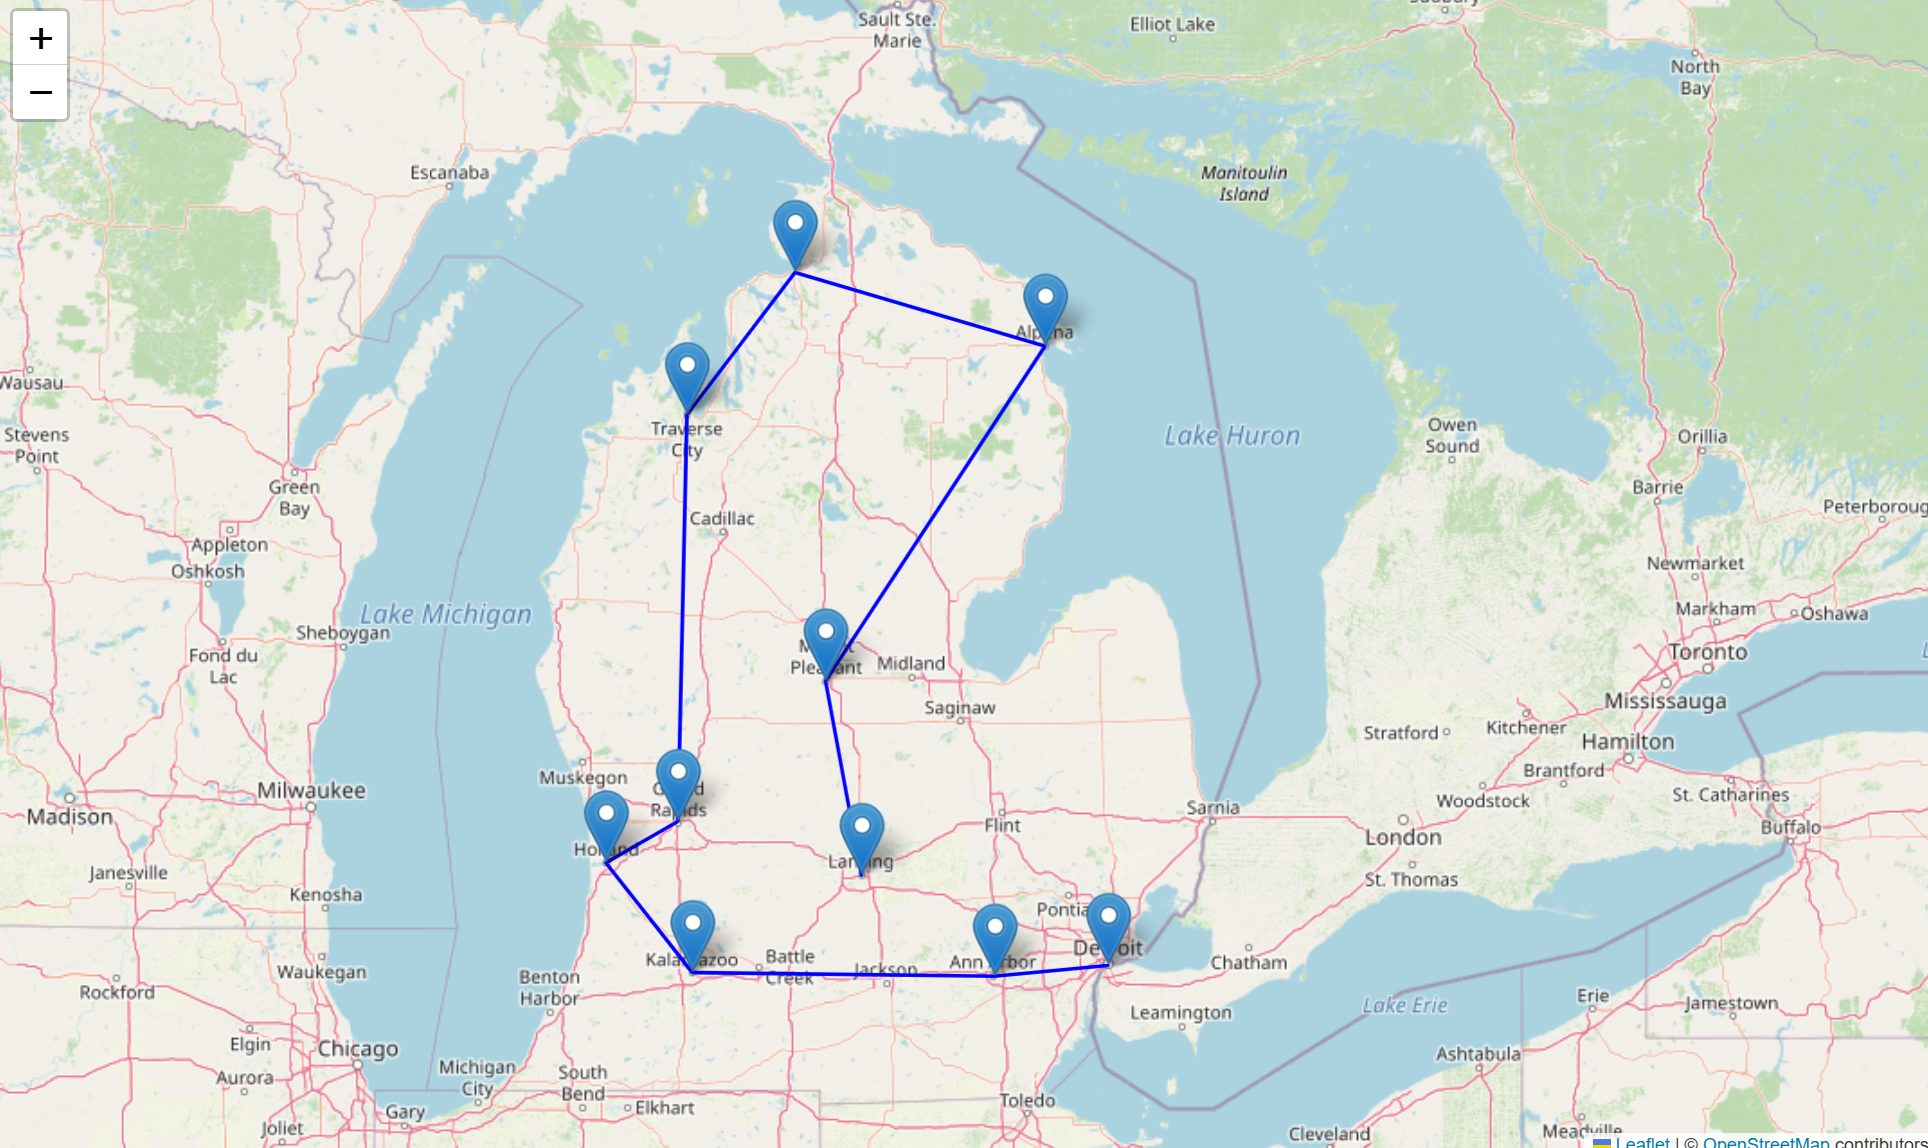 +
−
Sault Ste.
Marie
Elliot Lake
North
Bay
Escanaba
Manitoulin
Island
Alpena
Wausau
Stevens
Point
Traverse
City
Lake Huron
Owen
Sound
Orillia
Green
Bay
Barrie
Cadillac
Appleton
Oshkosh
Newmarket
Markham
Oshawa
Lake Michigan
Sheboygan
Fond du
Lac
Mount
Pleasant
Midland
Toronto
Mississauga
Saginaw
Stratford
Kitchener
Hamilton
Brantford
Muskegon
Grand
Rapids
Milwaukee
Madison
Woodstock
St. Catharines
Sarnia
Flint
London
Buffalo
Holland
Lansing
Janesville
Kenosha
St. Thomas
Detroit
Kalamazoo
Battle
Creek
Jackson
Ann Arbor
Chatham
Waukegan
Benton
Harbor
Rockford
Leamington
Lake Erie
Erie
Jamestown
Elgin
Chicago
Aurora
Michigan
City
South
Bend
Ashtabula
Gary
Elkhart
Toledo
Joliet
Cleveland
Meadville
Leaflet | © OpenStreetMap contributors